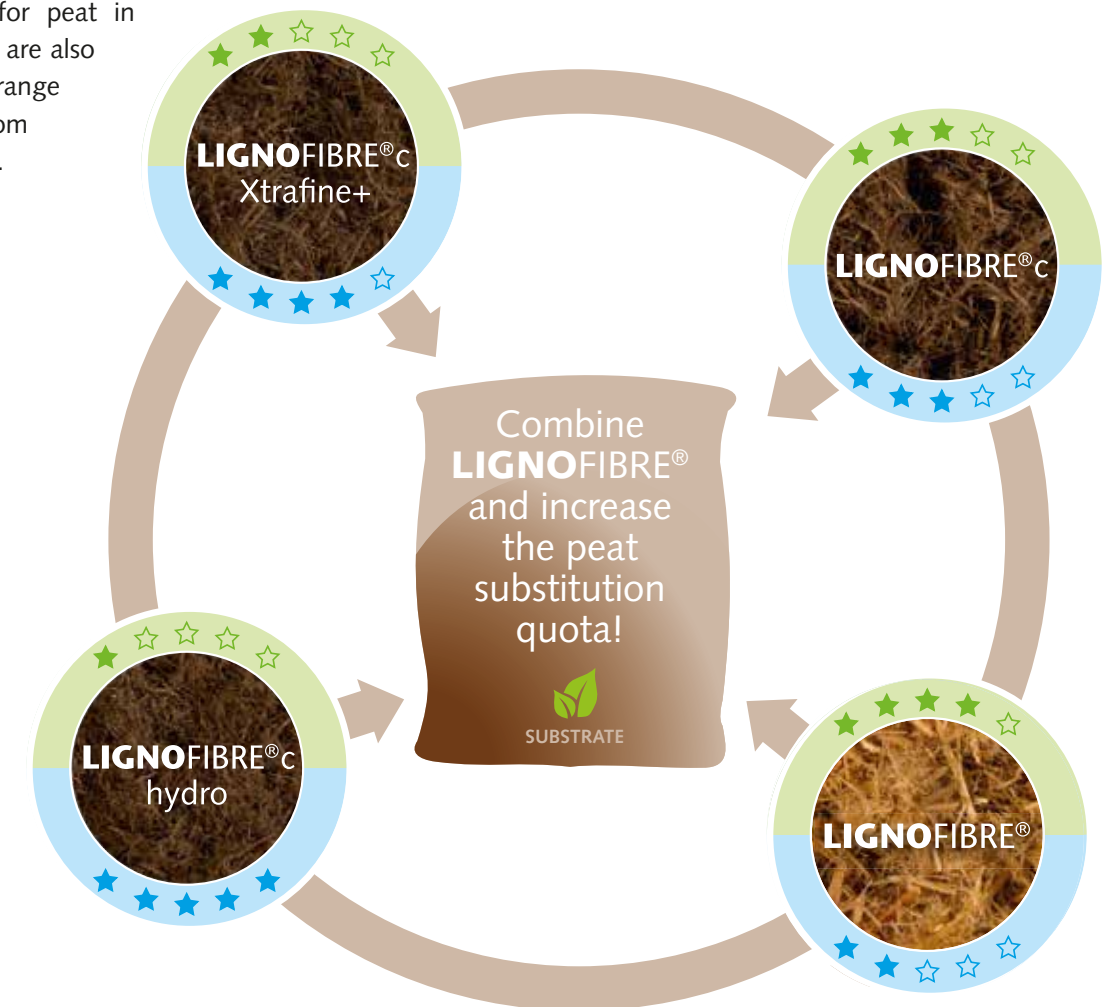 for peat in
are also
range
om
.
LIGNOFIBRE®c
Xtrafine+
LIGNOFIBRE®c
Combine
LIGNOFIBRE®
and increase
the peat
substitution
quota!
SUBSTRATE
LIGNOFIBRE®c
hydro
LIGNOFIBRE®